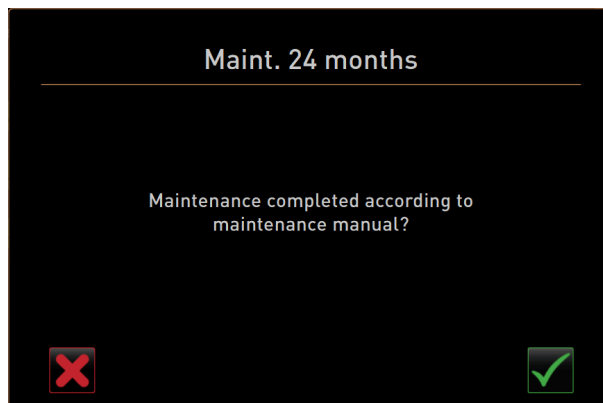 Maint. 24 months
Maintenance completed according to
maintenance manual?